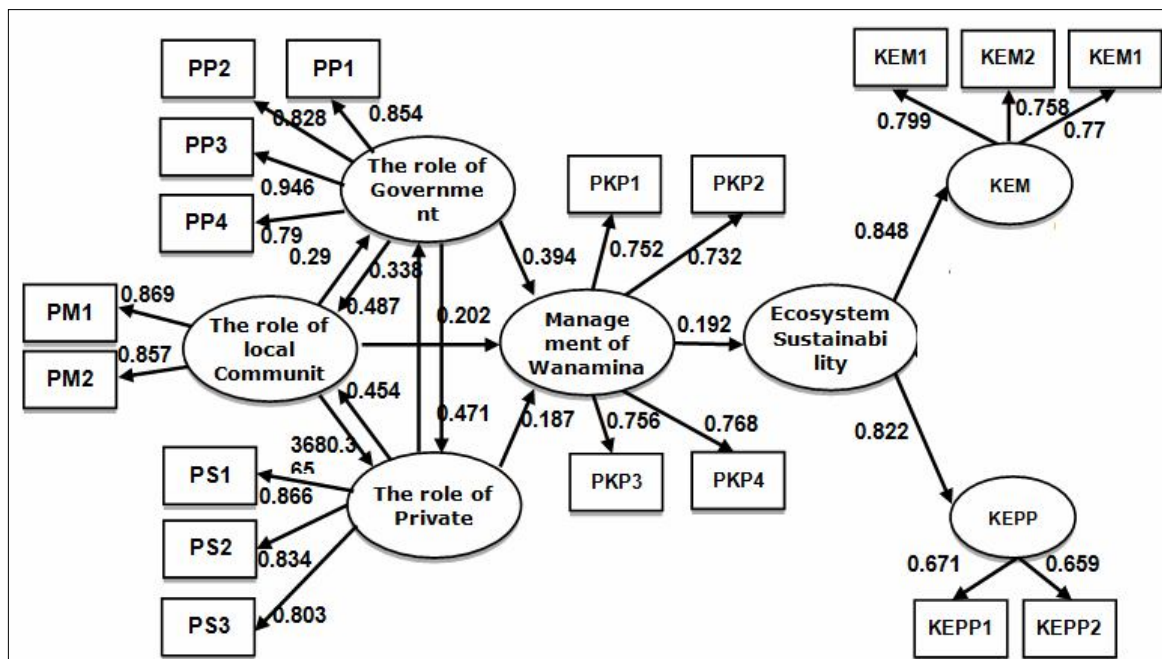 PP2
PP1
KEM1
KEM2
KEM1
0.828
0.854
0.799
0.758
0.77
PP3
0.946
The role of
Governme
nt
PKP1
PKP2
KEM
PP4
0.79
0.29
0.338
0.394
0.752
0.732
0.848
PM1
0.869
0.487
0.202
The role of
local
Communit
Manage
ment of
Wanamina
0.192
Ecosystem
Sustainabi
lity
PM2
0.857
0.454
0.471
0.187
0.756
0.768
0.822
3680.3
65
PS1
0.866
PKP3
PKP4
The role of
Private
KEPP
PS2
0.834
0.671
0.659
PS3
0.803
KEPP1
KEPP2